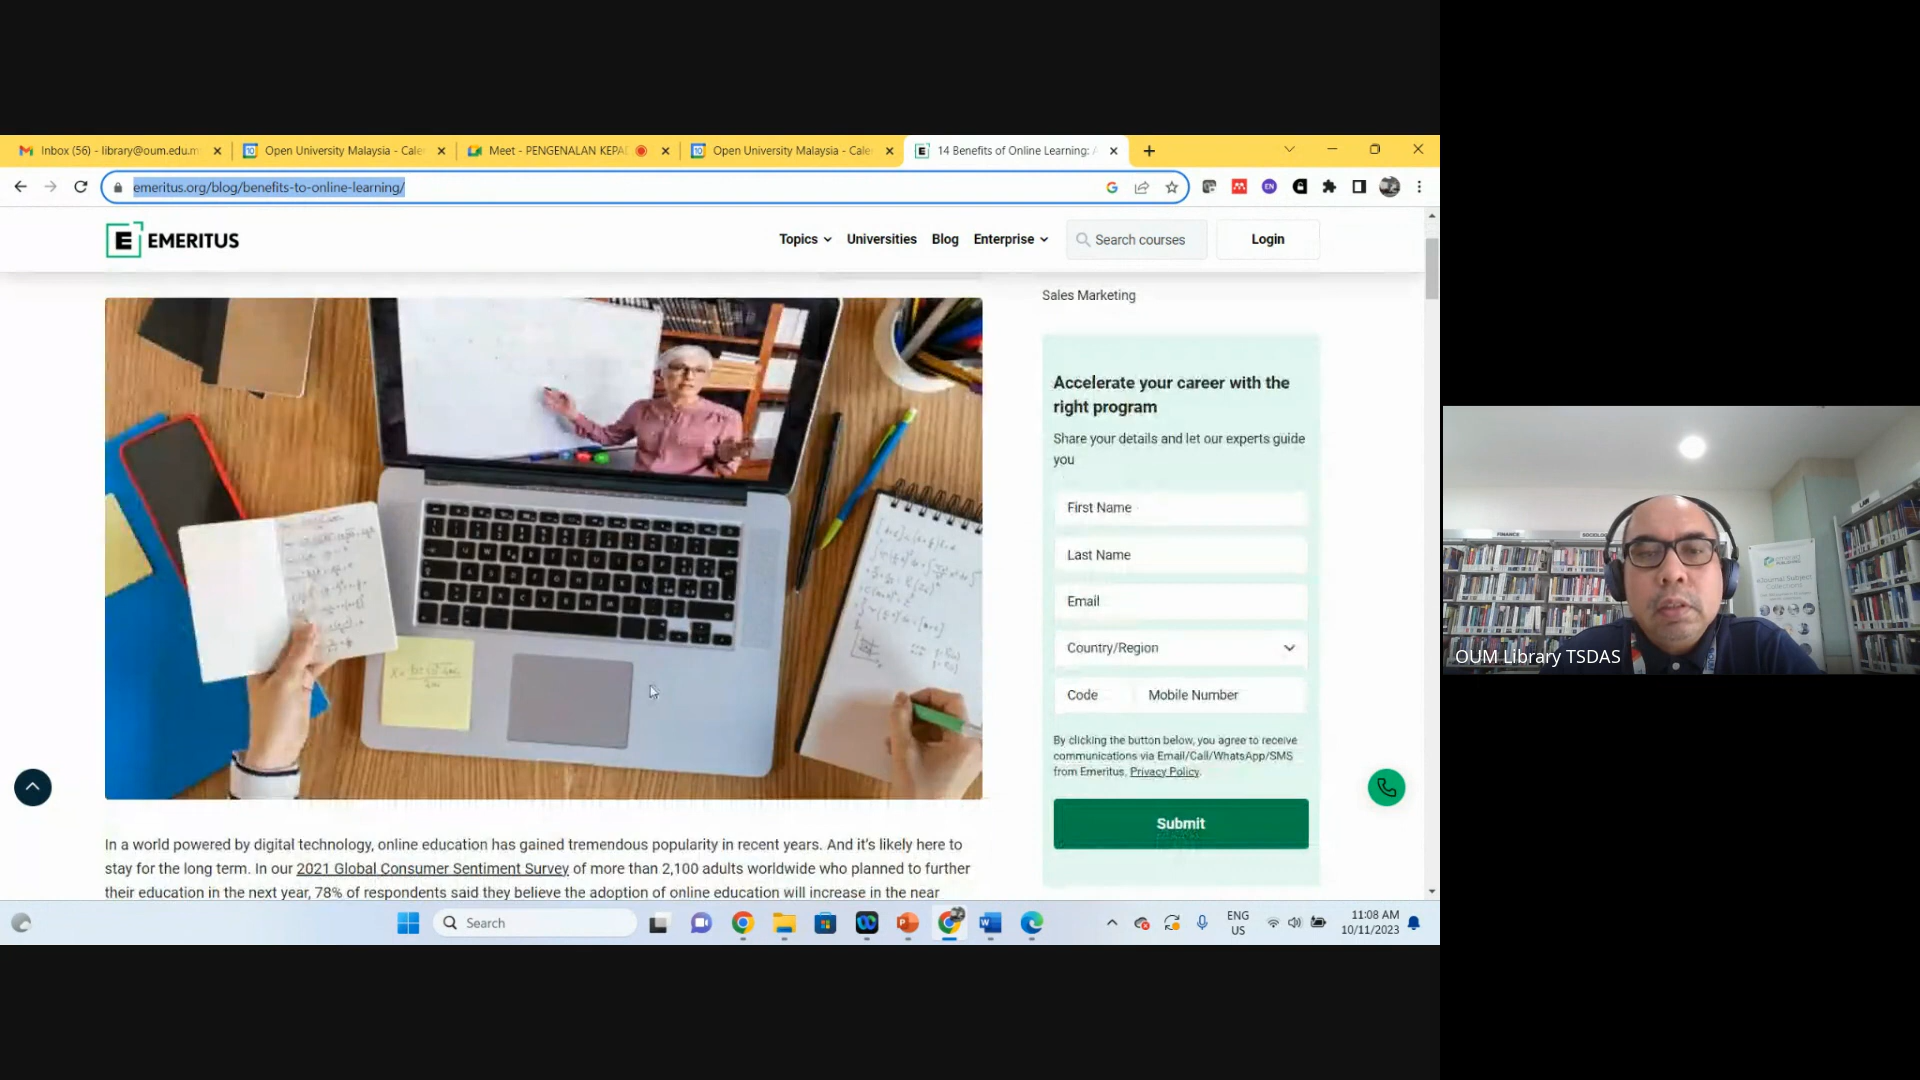 Inbox (56) - library@oum.edu.m
Open University Malaysia - Cale
Meet - PENGENALAN KEPA
Open University Malaysia - Cale
14 Benefits of Online Learning: A
emeritus.org/blog/benefits-to-online-learning/
E EMERITUS
Topics
Universities
Blog
Enterprise
Search courses
Login
Sales Marketing
Accelerate your career with the
right program
Share your details and let our experts guide
you
First Name
Last Name
Email
Country/Region
Code
Mobile Number
By clicking the button below, you agree to receive
communications via Email/Call/WhatsApp/SMS
from Emeritus. Privacy Policy.
Submit
In a world powered by digital technology, online education has gained tremendous popularity in recent years. And it's likely here to
stay for the long term. In our 2021 Global Consumer Sentiment Survey of more than 2,100 adults worldwide who planned to further
their education in the next year, 78% of respondents said they believe the adoption of online education will increase in the near
Search
ENG
US
11:08 AM
10/11/2023
FINANCE
OUM Library TSDAS